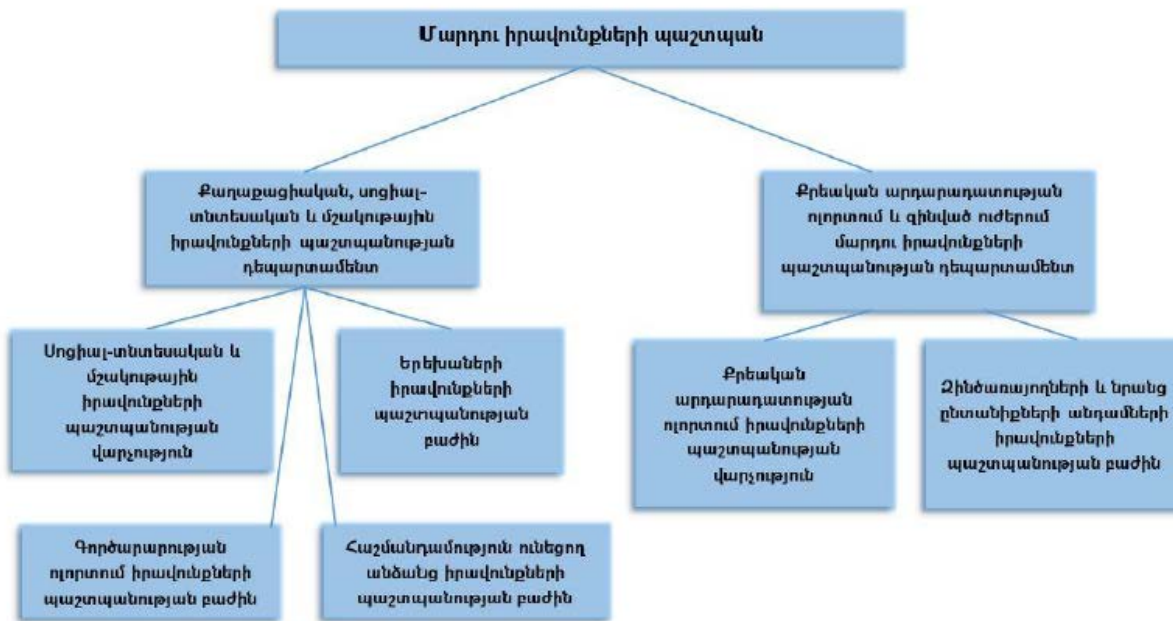 Մարդու իրավունքների պաշտպան
Քաղաքացիական, սոցիալ-
տնտեսական և մշակութային
իրավունքների պաշտպանության
դեպարտամենտ
Քրեական արդարադատության
ոլորտում և զինված ուժերում
մարդու իրավունքների
պաշտպանության դեպարտամենտ
Սոցիալ-տնտեսական և
մշակութային
իրավունքների
պաշտպանության
վարչություն
Երեխաների
իրավունքների
պաշտպանության
բաժին
Քրեական
արդարադատության
ոլորտում իրավունքների
պաշտպանության
վարչություն
Զինծառայողների և նրանց
ընտանիքների անդամների
իրավունքների
պաշտպանության բաժին
Գործարարության
ոլորտում իրավունքների
պաշտպանության բաժին
Հաշմանդամություն ունեցող
անձանց իրավունքների
պաշտպանության բաժին